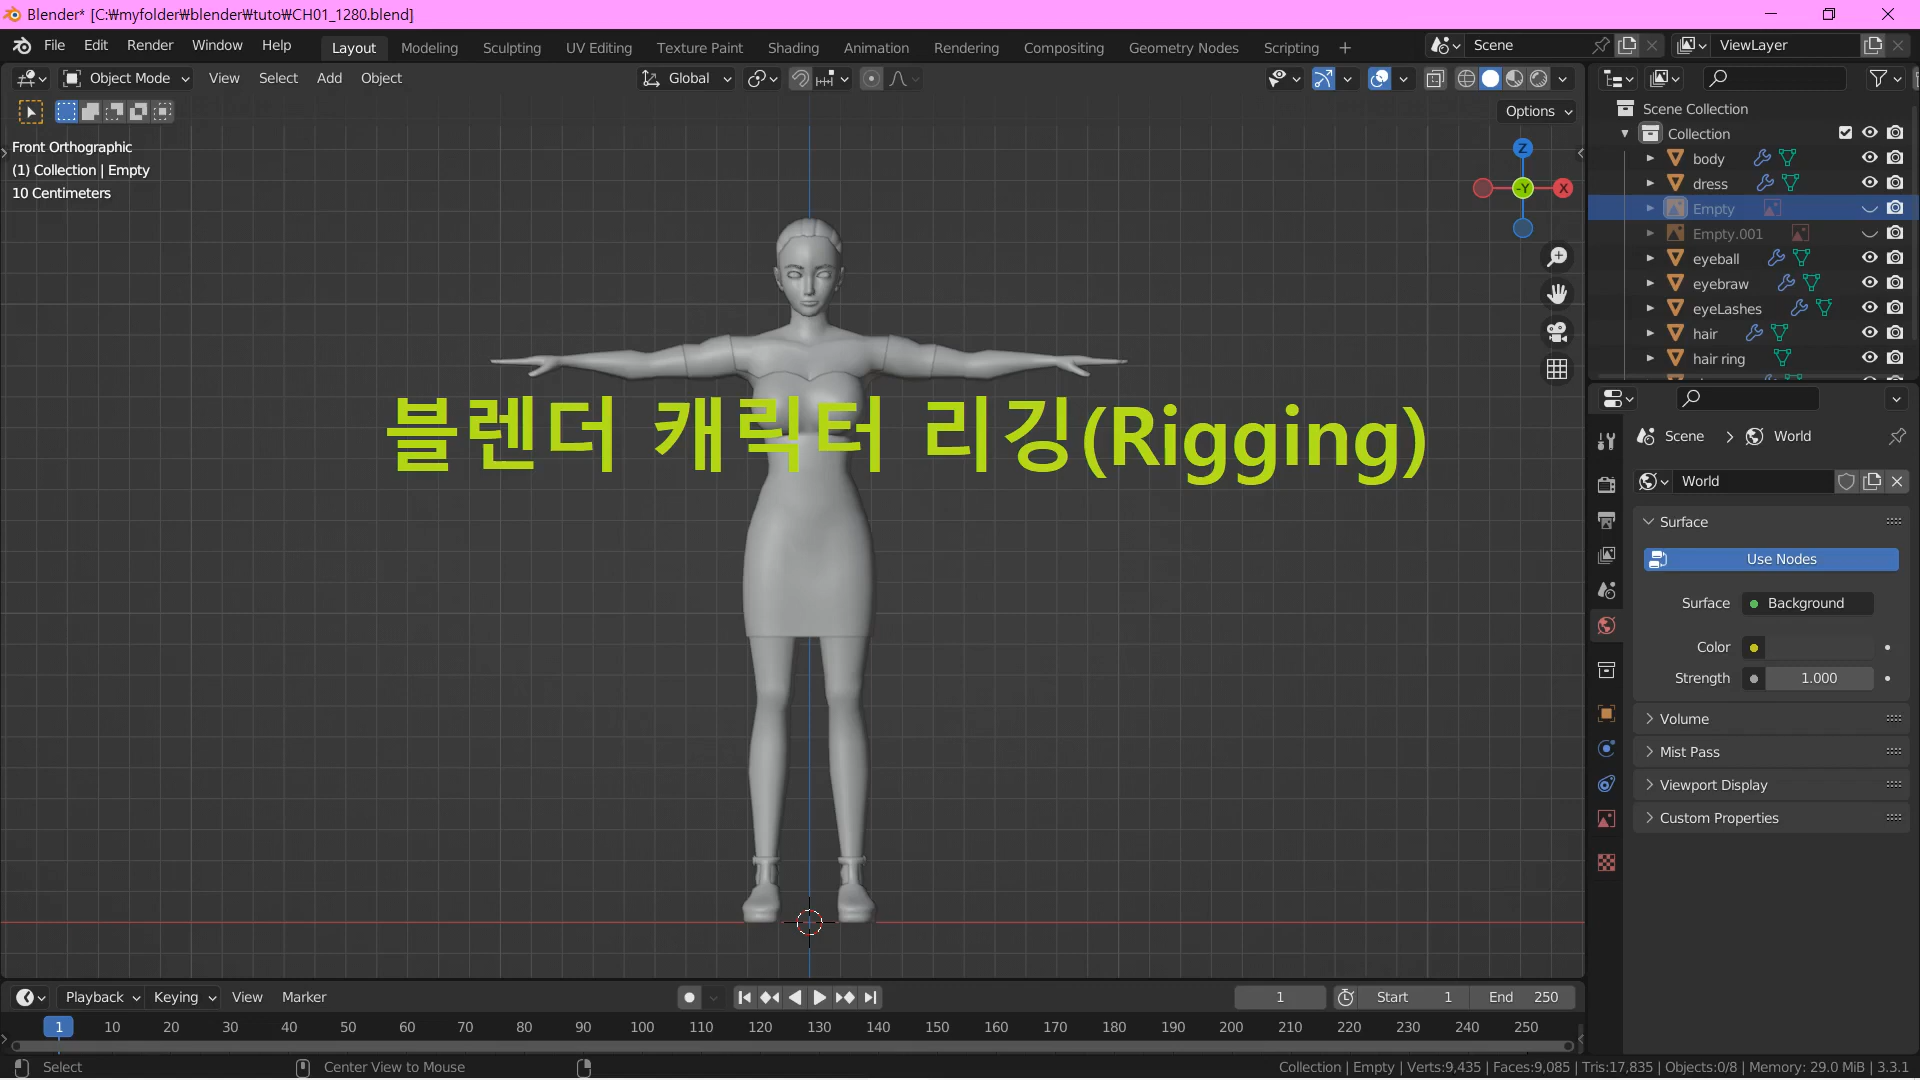 Blender* [C:₩myfolder₩blender₩tuto₩CH01_1280.blend]
File Edit Render Window Help Layout Modeling Sculpting UV Editing Texture Paint Shading Animation Rendering Compositing Geometry Nodes Scripting + Scene ViewLayer
Object Mode View Select Add Object Global
Options
Front Orthographic
(1) Collection | Empty
10 Centimeters
Z
-Y X
블렌더 캐릭터 리깅(Rigging)
Scene Collection
Collection
body
dress
Empty
Empty.001
eyeball
eyebraw
eyeLashes
hair
hair ring
Scene > World
World
Surface
Use Nodes
Surface Background
Color
Strength 1.000
Volume
Mist Pass
Viewport Display
Custom Properties
Playback Keying View Marker 1 Start 1 End 250
1 10 20 30 40 50 60 70 80 90 100 110 120 130 140 150 160 170 180 190 200 210 220 230 240 250
Select Center View to Mouse Collection | Empty | Verts:9,435 | Faces:9,085 | Tris:17,835 | Objects:0/8 | Memory: 29.0 MiB | 3.3.1